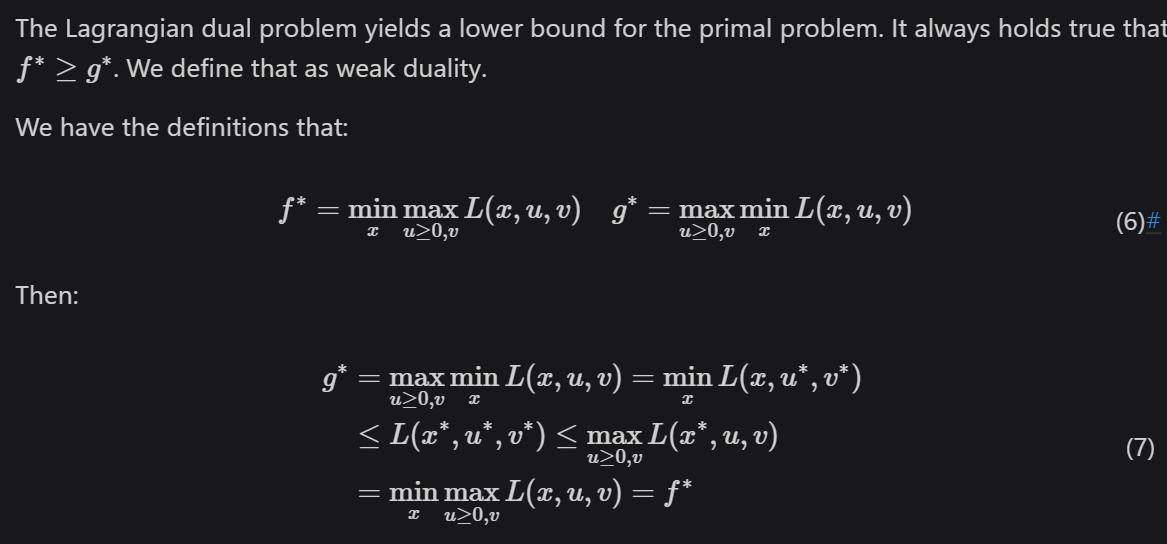 The Lagrangian dual problem yields a lower bound for the primal problem. It always holds true that
f* ≥ g*. We define that as weak duality.
We have the definitions that:
f* = min_x max_{u≥0,v} L(x, u, v)   g* = max_{u≥0,v} min_x L(x, u, v) (6)#
Then:
g* = max_{u≥0,v} min_x L(x, u, v) = min_x L(x, u*, v*)
≤ L(x*, u*, v*) ≤ max_{u≥0,v} L(x*, u, v) (7)
= min_x max_{u≥0,v} L(x, u, v) = f*